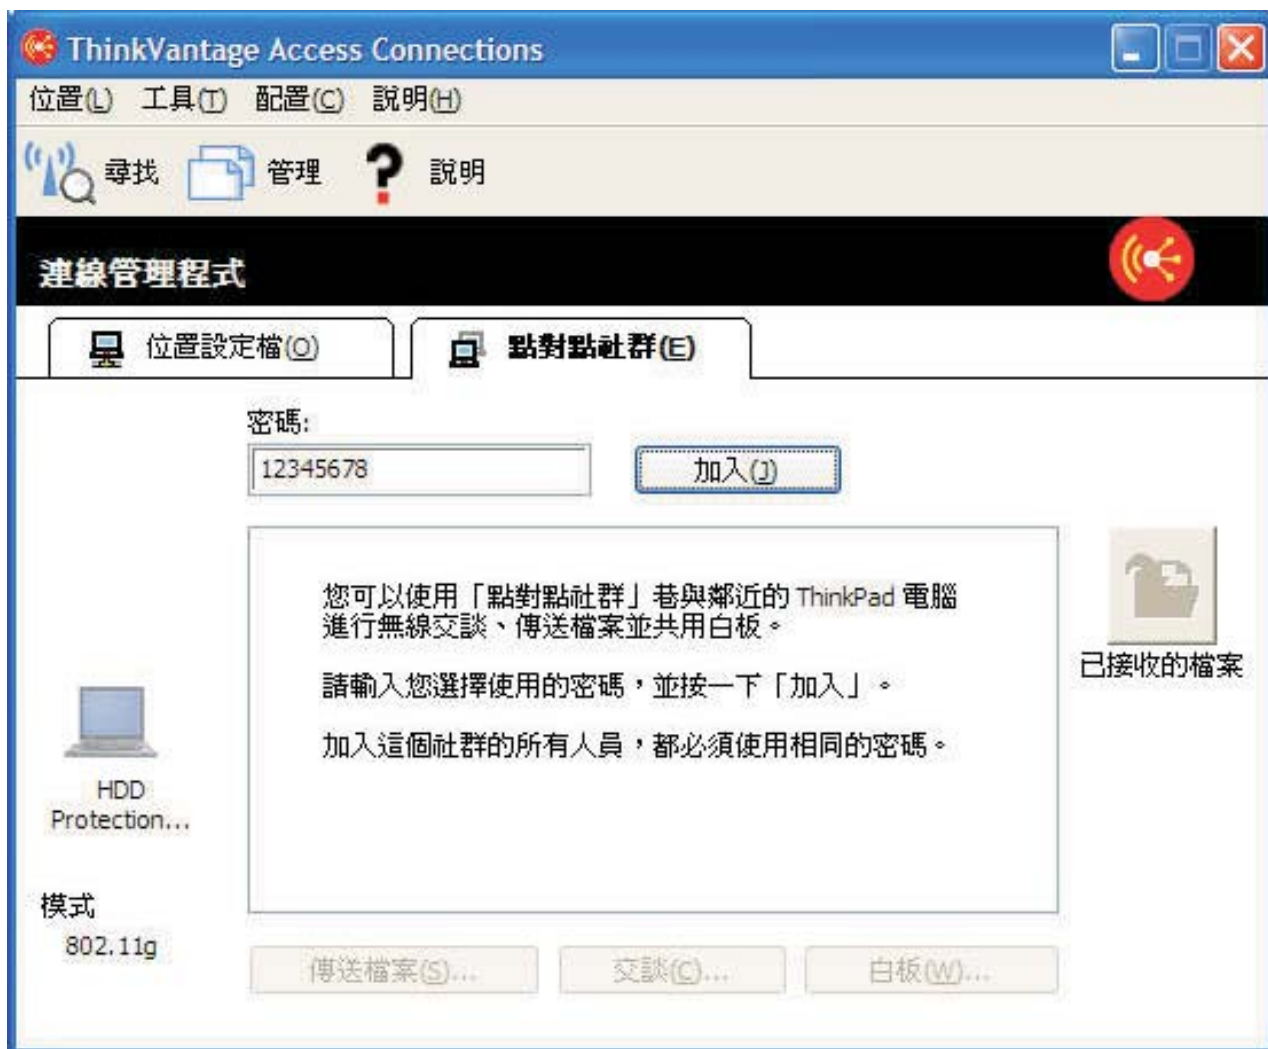 ThinkVantage Access Connections
位置(L) 工具(T) 配置(C) 說明(H)
尋找 管理 ? 說明
連線管理程式
位置設定檔(O) 點對點社群(E)
密碼:
12345678 加入(J)
您可以使用「點對點社群」巷與鄰近的 ThinkPad 電腦
進行無線交談、傳送檔案並共用白板。
請輸入您選擇使用的密碼,並按一下「加入」。
加入這個社群的所有人員,都必須使用相同的密碼。
已接收的檔案
HDD
Protection...
模式
802.11g
傳送檔案(S)... 交談(C)... 白板(W)...